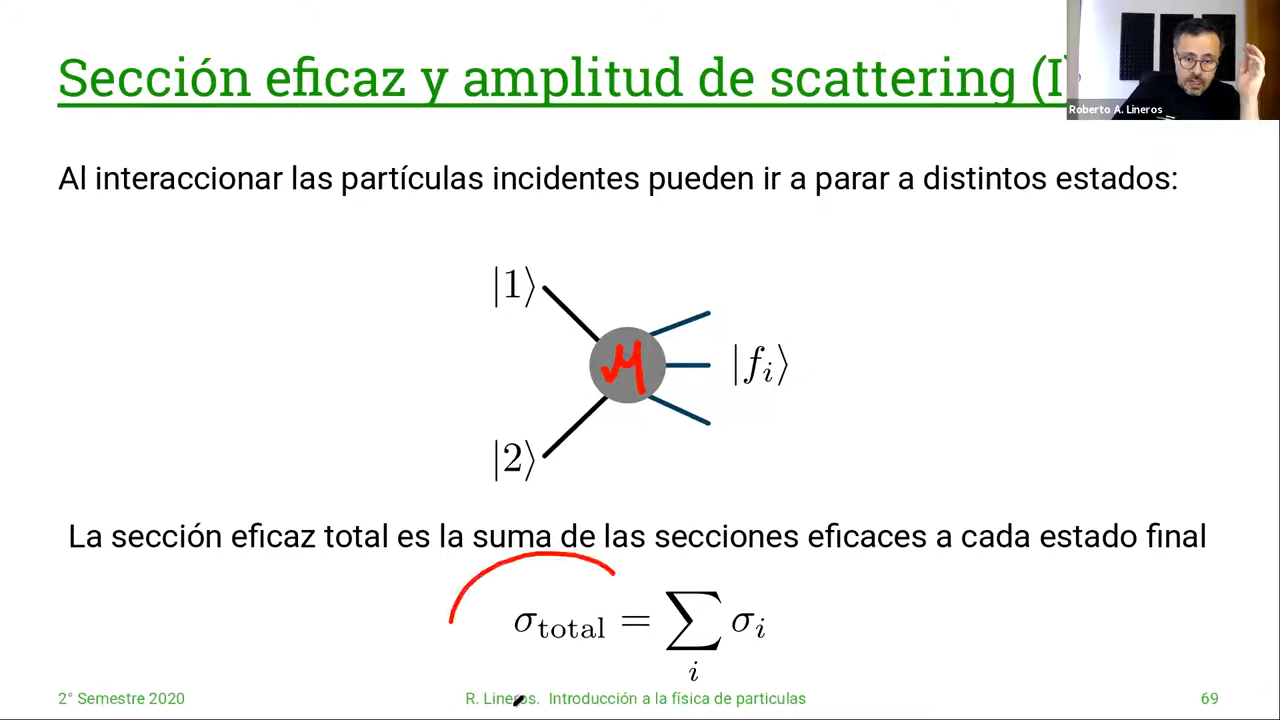 Sección eficaz y amplitud de scattering (I
Roberto A. Lineros
Al interaccionar las partículas incidentes pueden ir a parar a distintos estados:
|1⟩
M
|f_i⟩
|2⟩
La sección eficaz total es la suma de las secciones eficaces a cada estado final
σ_total = ∑_i σ_i
2° Semestre 2020
R. Lineros. Introducción a la física de particulas
69